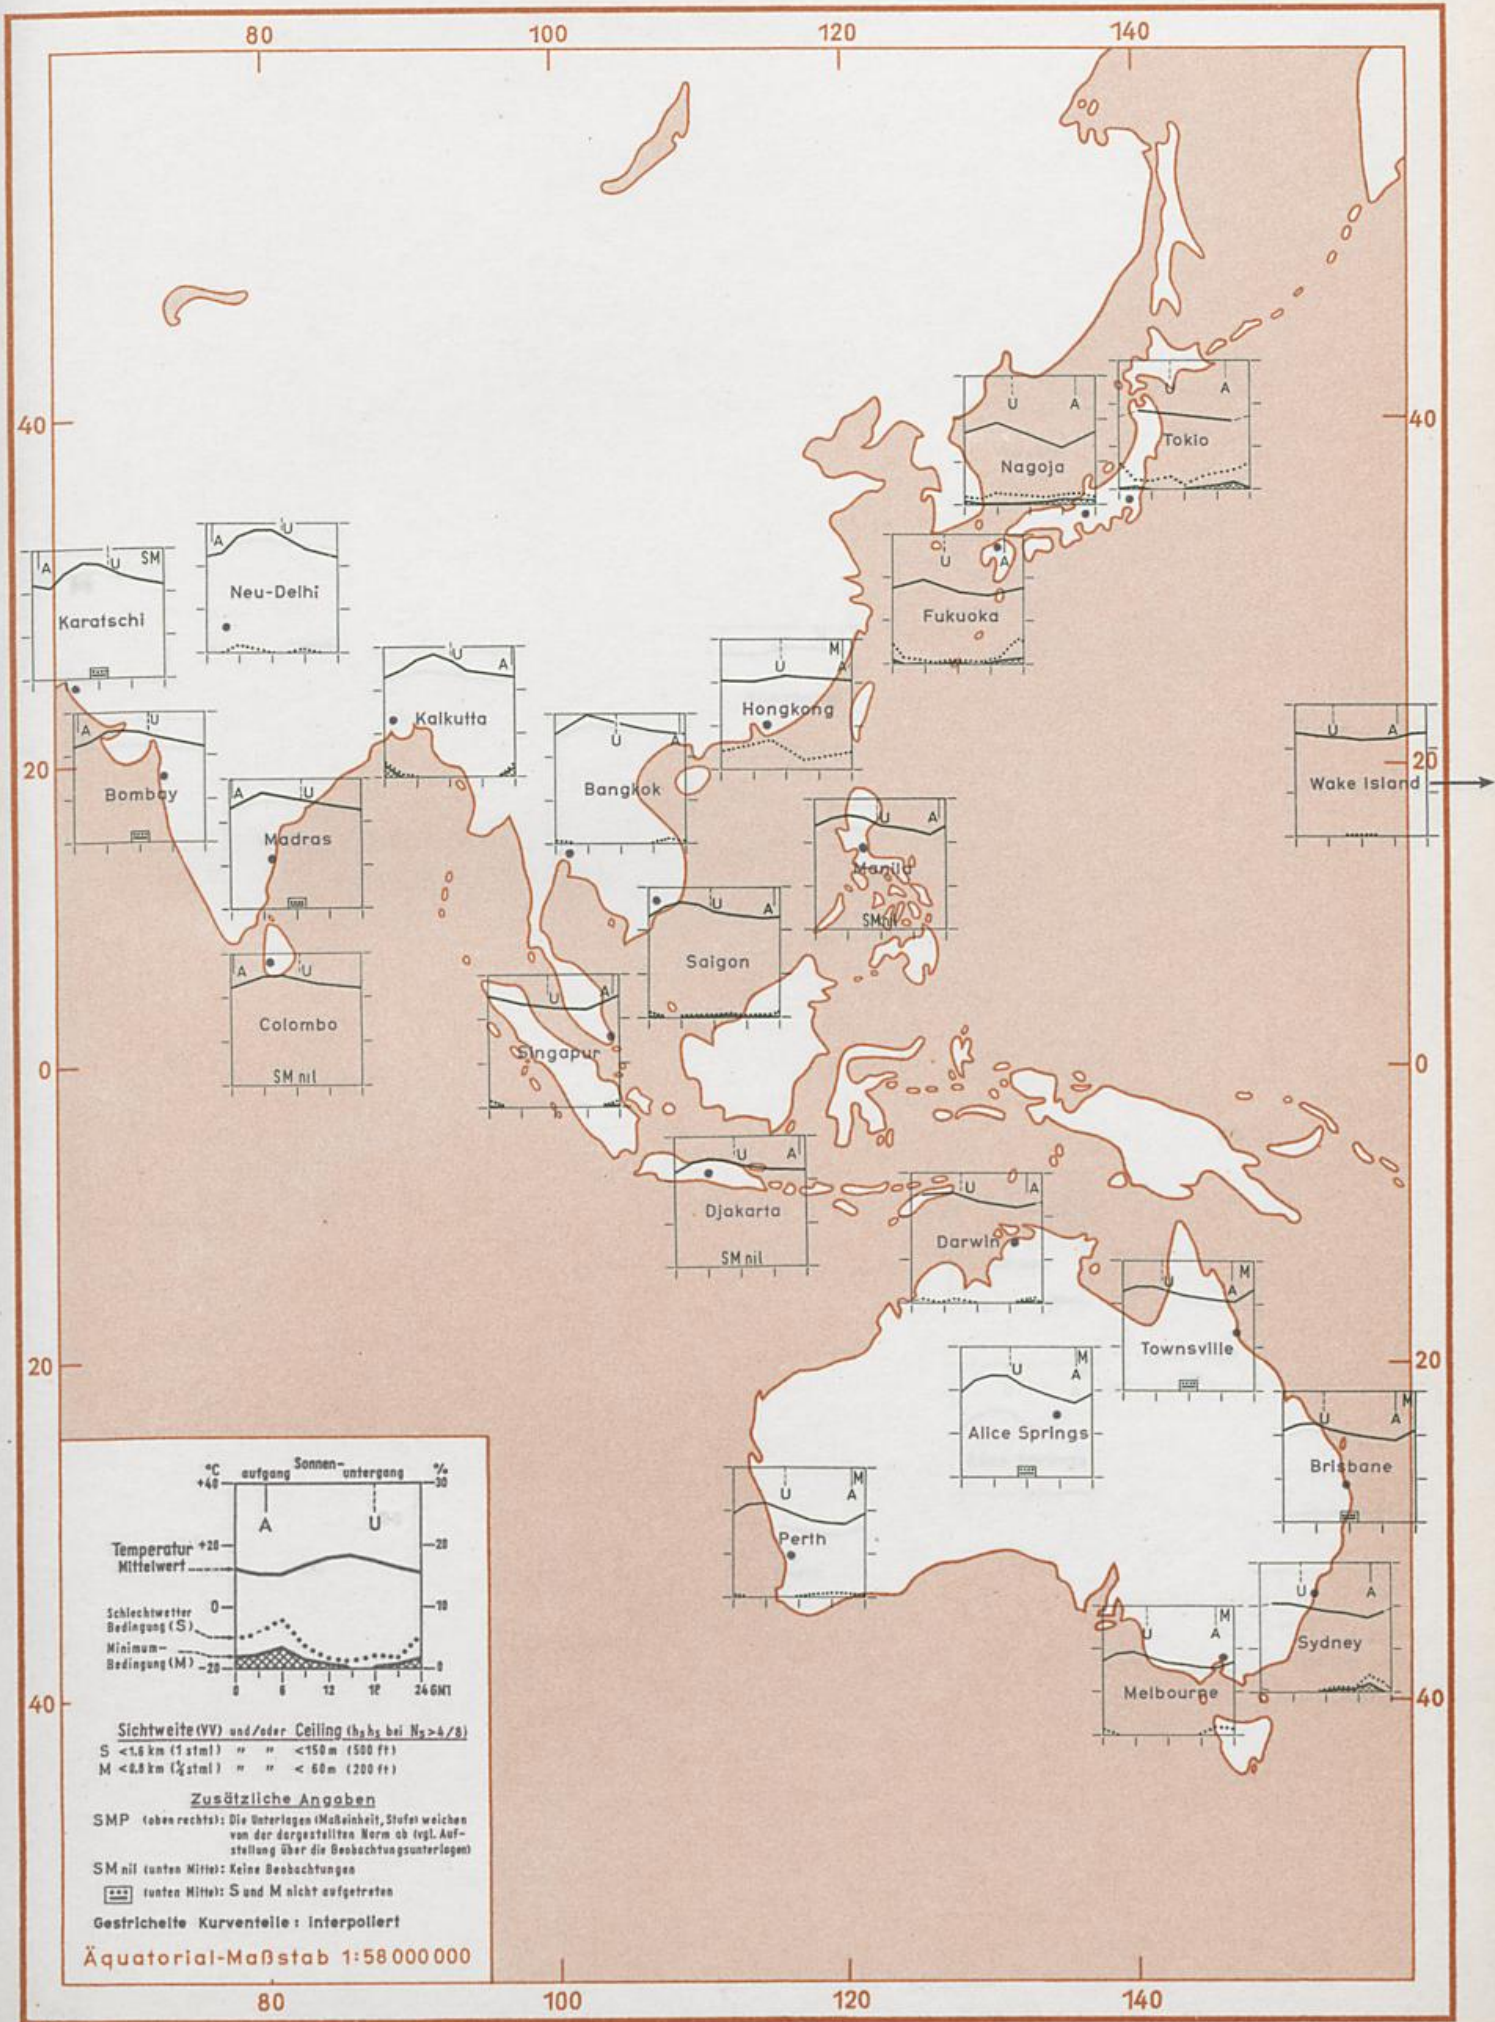 80 100 120 140
40 40
U A
U A
Tokio
Nagoja
U A
Fukuoka
A U SM
Karatschi
A U
Neu-Delhi
U A
Kalkutta
U M
A
Hongkong
A U
Bombay
U A
Bangkok
U A
Wake Island
20 20
A U
Madras
U A
Manila
SM nil
U A
Saigon
A U
Colombo
SM nil
U A
Singapur
0 0
U A
Djakarta
SM nil
U A
Darwin
U M
A
Townsville
20 20
U M
A
Alice Springs
U M
A
Brisbane
U M
A
Perth
U A
Sydney
U M
A
Melbourne
40 40
°C Sonnen- %
aufgang untergang
+40 30
A U
Temperatur +20 20
Mittelwert
Schlechtwetter 0 10
Bedingung (S)
Minimum-
Bedingung (M) -20 0
0 6 12 18 24 GMT
Sichtweite (VV) und/oder Ceiling (hshs bei Ns>4/8)
S <1,6 km (1 stml) " " <150 m (500 ft)
M <0,8 km (½ stml) " " < 60 m (200 ft)
Zusätzliche Angaben
SMP (oben rechts): Die Unterlagen (Maßeinheit, Stufe) weichen
von der dargestellten Norm ab (vgl. Auf-
stellung über die Beobachtungsunterlagen)
SM nil (unten Mitte): Keine Beobachtungen
(unten Mitte): S und M nicht aufgetreten
Gestrichelte Kurventeile: interpoliert
Äquatorial-Maßstab 1:58 000 000
80 100 120 140